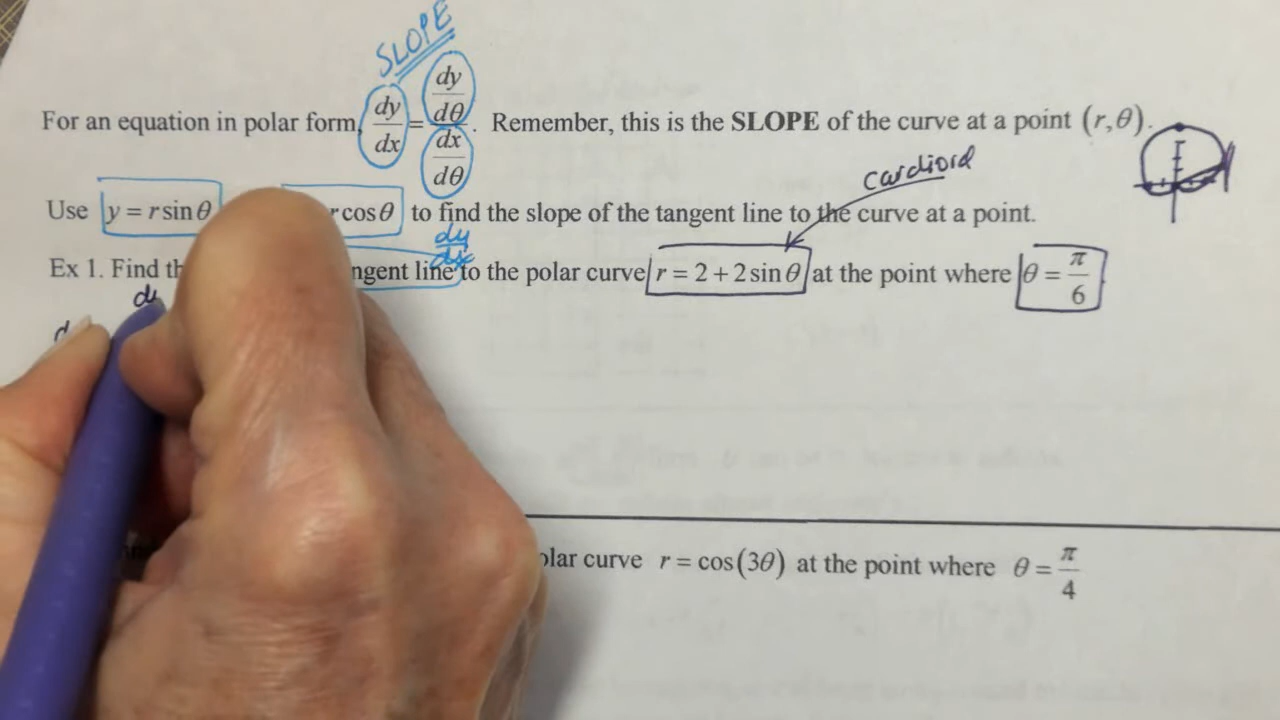 SLOPE
For an equation in polar form, dy/dx = dy/dθ / dx/dθ. Remember, this is the SLOPE of the curve at a point (r,θ).
cardioid
Use y = r sin θ r cos θ to find the slope of the tangent line to the curve at a point.
dy/dx
Ex 1. Find line to the polar curve r = 2 + 2 sin θ at the point where θ = π/6
curve r = cos(3θ) at the point where θ = π/4